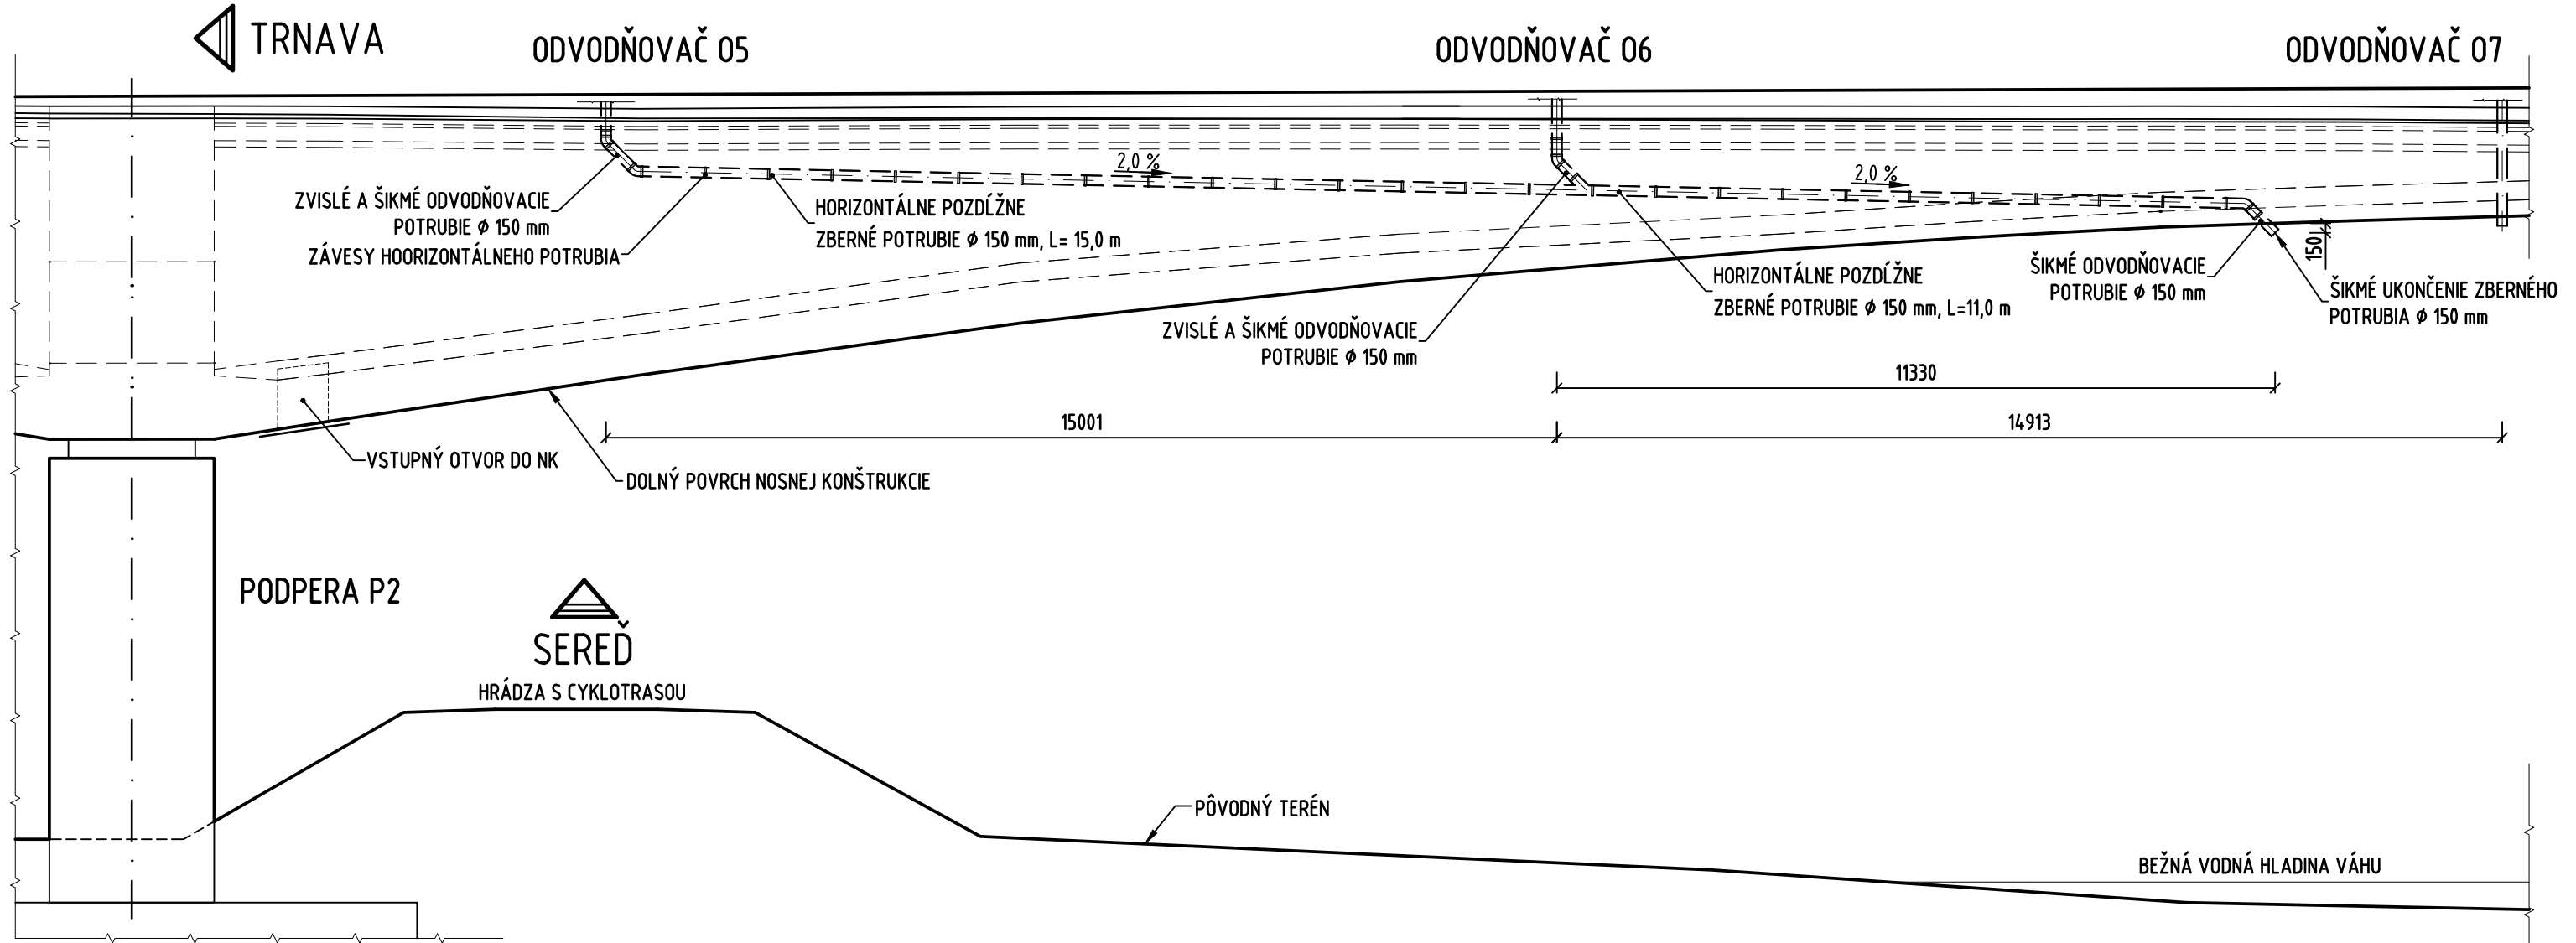 TRNAVA
ODVODŇOVAČ 05
ODVODŇOVAČ 06
ODVODŇOVAČ 07
2,0 %
2,0 %
ZVISLÉ A ŠIKMÉ ODVODŇOVACIE
POTRUBIE ϕ 150 mm
ZÁVESY HOORIZONTÁLNEHO POTRUBIA
HORIZONTÁLNE POZDĹŽNE
ZBERNÉ POTRUBIE ϕ 150 mm, L= 15,0 m
ZVISLÉ A ŠIKMÉ ODVODŇOVACIE
POTRUBIE ϕ 150 mm
HORIZONTÁLNE POZDĹŽNE
ZBERNÉ POTRUBIE ϕ 150 mm, L=11,0 m
ŠIKMÉ ODVODŇOVACIE
POTRUBIE ϕ 150 mm
150
ŠIKMÉ UKONČENIE ZBERNÉHO
POTRUBIA ϕ 150 mm
11330
15001
14913
VSTUPNÝ OTVOR DO NK
DOLNÝ POVRCH NOSNEJ KONŠTRUKCIE
PODPERA P2
SEREĎ
HRÁDZA S CYKLOTRASOU
PÔVODNÝ TERÉN
BEŽNÁ VODNÁ HLADINA VÁHU